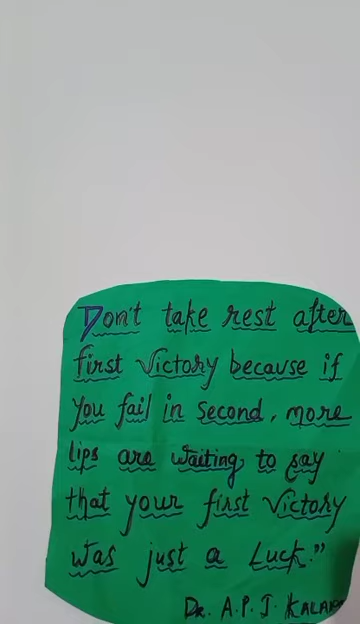 Don't take rest after
first Victory because if
you fail in second, more
lips are waiting to say
that your first Victory
was just a Luck."
Dr. A.P.J. KALAM